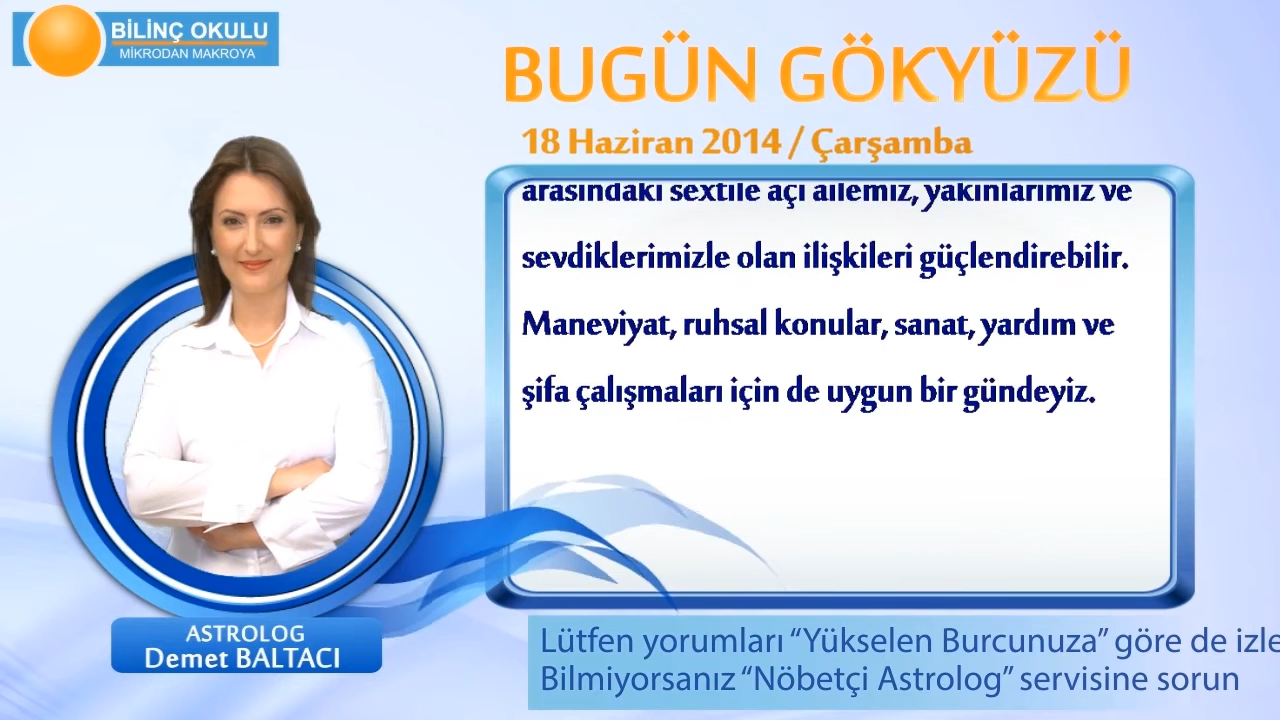 BİLİNÇ OKULU
MİKRODAN MAKROYA
BUGÜN GÖKYÜZÜ
18 Haziran 2014 / Çarşamba
arasındaki sextile açı ailemiz, yakınlarımız ve
sevdiklerimizle olan ilişkileri güçlendirebilir.
Maneviyat, ruhsal konular, sanat, yardım ve
şifa çalışmaları için de uygun bir gündeyiz.
ASTROLOG
Demet BALTACI
Lütfen yorumları “Yükselen Burcunuza” göre de izle
Bilmiyorsanız “Nöbetçi Astrolog” servisine sorun